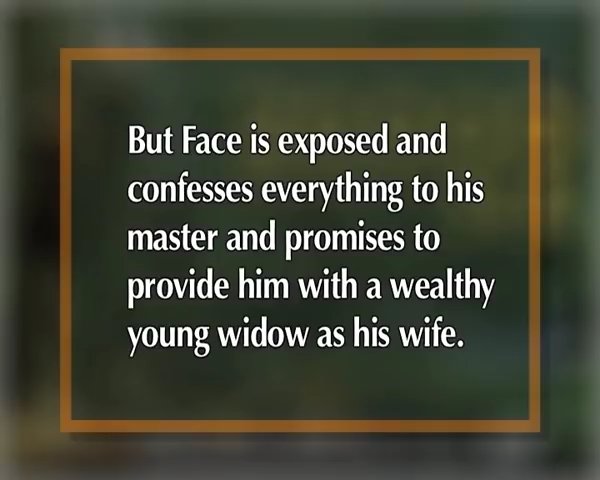 But Face is exposed and
confesses everything to his
master and promises to
provide him with a wealthy
young widow as his wife.